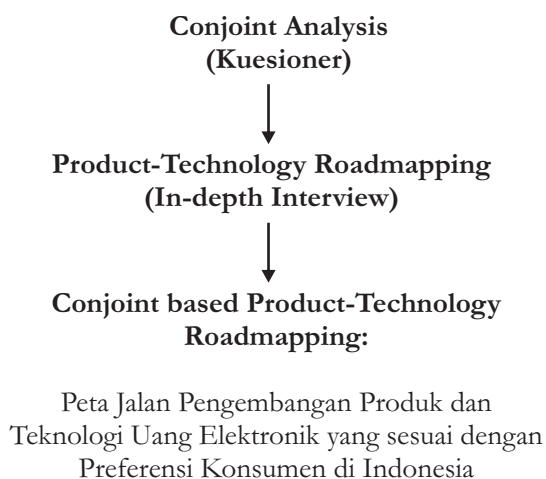 Conjoint Analysis
(Kuesioner)
Product-Technology Roadmapping
(In-depth Interview)
Conjoint based Product-Technology
Roadmapping:
Peta Jalan Pengembangan Produk dan
Teknologi Uang Elektronik yang sesuai dengan
Preferensi Konsumen di Indonesia